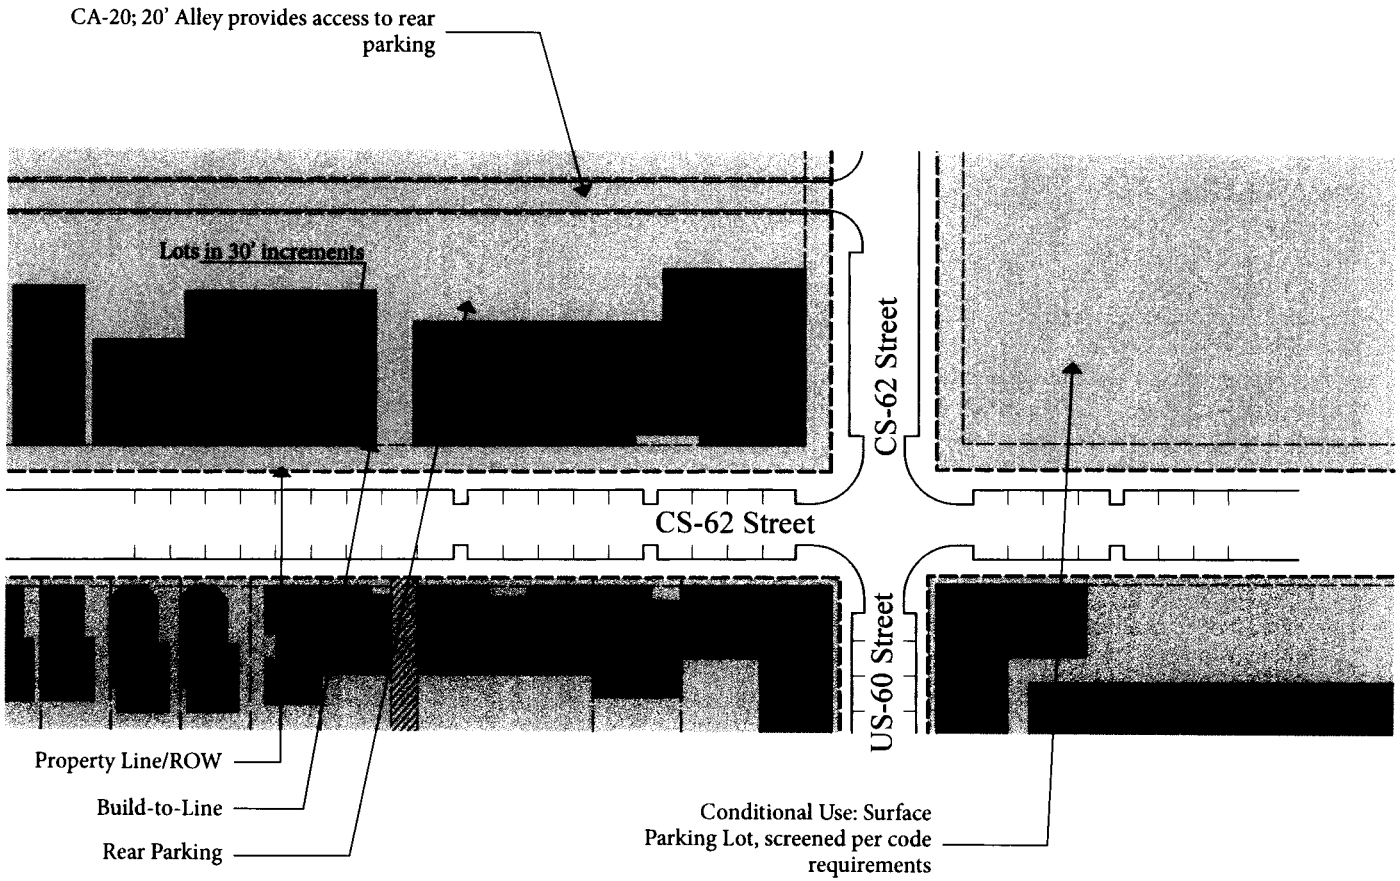 CA-20; 20’ Alley provides access to rear
parking
Lots in 30' increments
CS-62 Street
CS-62 Street
US-60 Street
Property Line/ROW
Build-to-Line
Rear Parking
Conditional Use: Surface
Parking Lot, screened per code
requirements